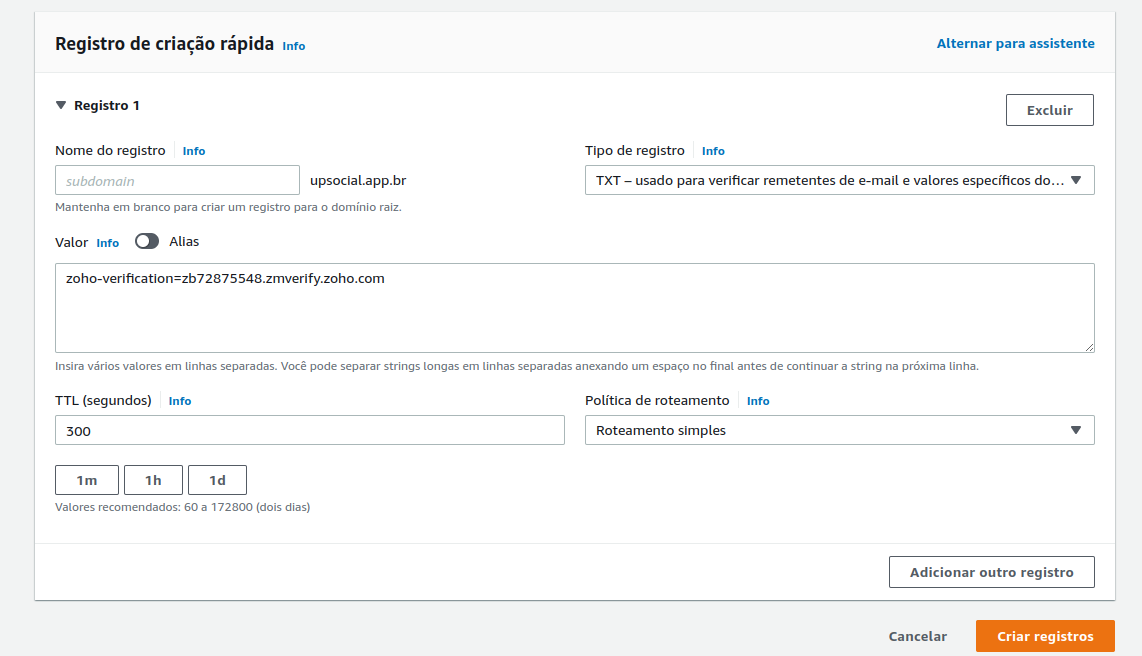 Registro de criação rápida Info
Alternar para assistente
Registro 1
Excluir
Nome do registro Info
Tipo de registro Info
subdomain
upsocial.app.br
TXT – usado para verificar remetentes de e-mail e valores específicos do...
Mantenha em branco para criar um registro para o domínio raiz.
Valor Info Alias
zoho-verification=zb72875548.zmverify.zoho.com
Insira vários valores em linhas separadas. Você pode separar strings longas em linhas separadas anexando um espaço no final antes de continuar a string na próxima linha.
TTL (segundos) Info
Política de roteamento Info
300
Roteamento simples
1m 1h 1d
Valores recomendados: 60 a 172800 (dois dias)
Adicionar outro registro
Cancelar
Criar registros